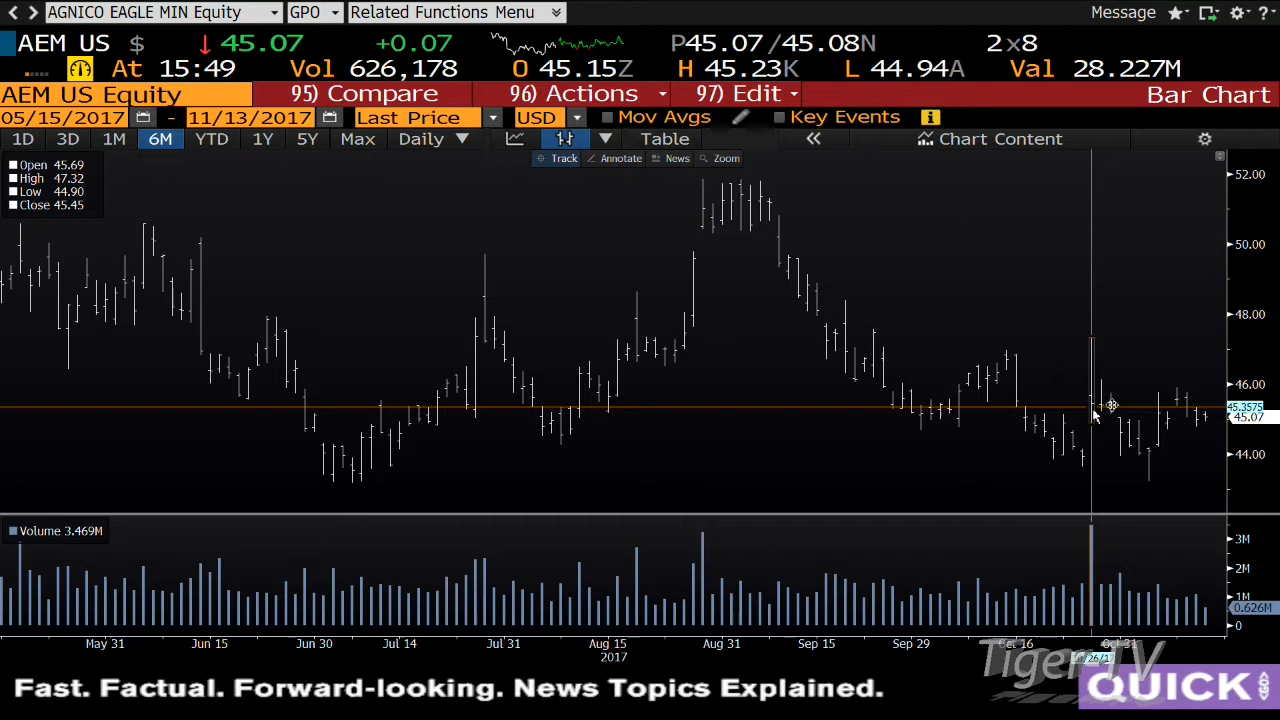 AGNICO EAGLE MIN Equity GPO Related Functions Menu Message
AEM US $ 45.07 +0.07 P45.07/45.08N 2x8
At 15:49 Vol 626,178 O 45.15Z H 45.23K L 44.94A Val 28.227M
AEM US Equity 95) Compare 96) Actions 97) Edit Bar Chart
05/15/2017 - 11/13/2017 Last Price USD Mov Avgs Key Events
1D 3D 1M 6M YTD 1Y 5Y Max Daily Table Chart Content
Track Annotate News Zoom
Open 45.69
High 47.32
Low 44.90
Close 45.45
52.00
50.00
48.00
46.00
45.3575
45.07
44.00
Volume 3.469M
3M
2M
1M
0.626M
0
May 31 Jun 15 Jun 30 Jul 14 Jul 31 Aug 15 Aug 31 Sep 15 Sep 29 Oct 16 Oct 31
2017
Tiger TV
Fast. Factual. Forward-looking. News Topics Explained.
QUICK